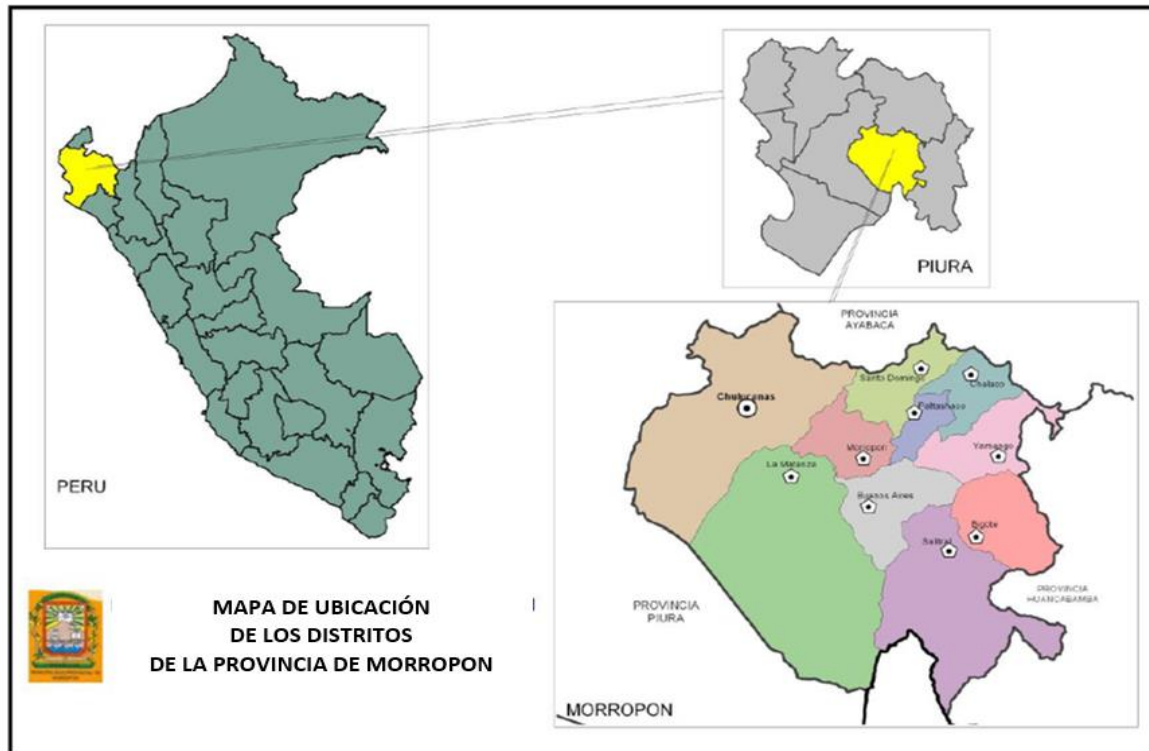 PERU
PIURA
PROVINCIA
AYABACA
Santo Domingo
Chalaco
Chulucanas
Morropon
Yamango
La Matanza
Buenos Aires
Bigote
Salitral
PROVINCIA
PIURA
PROVINCIA
HUANCABAMBA
MORROPON
MAPA DE UBICACIÓN
DE LOS DISTRITOS
DE LA PROVINCIA DE MORROPON